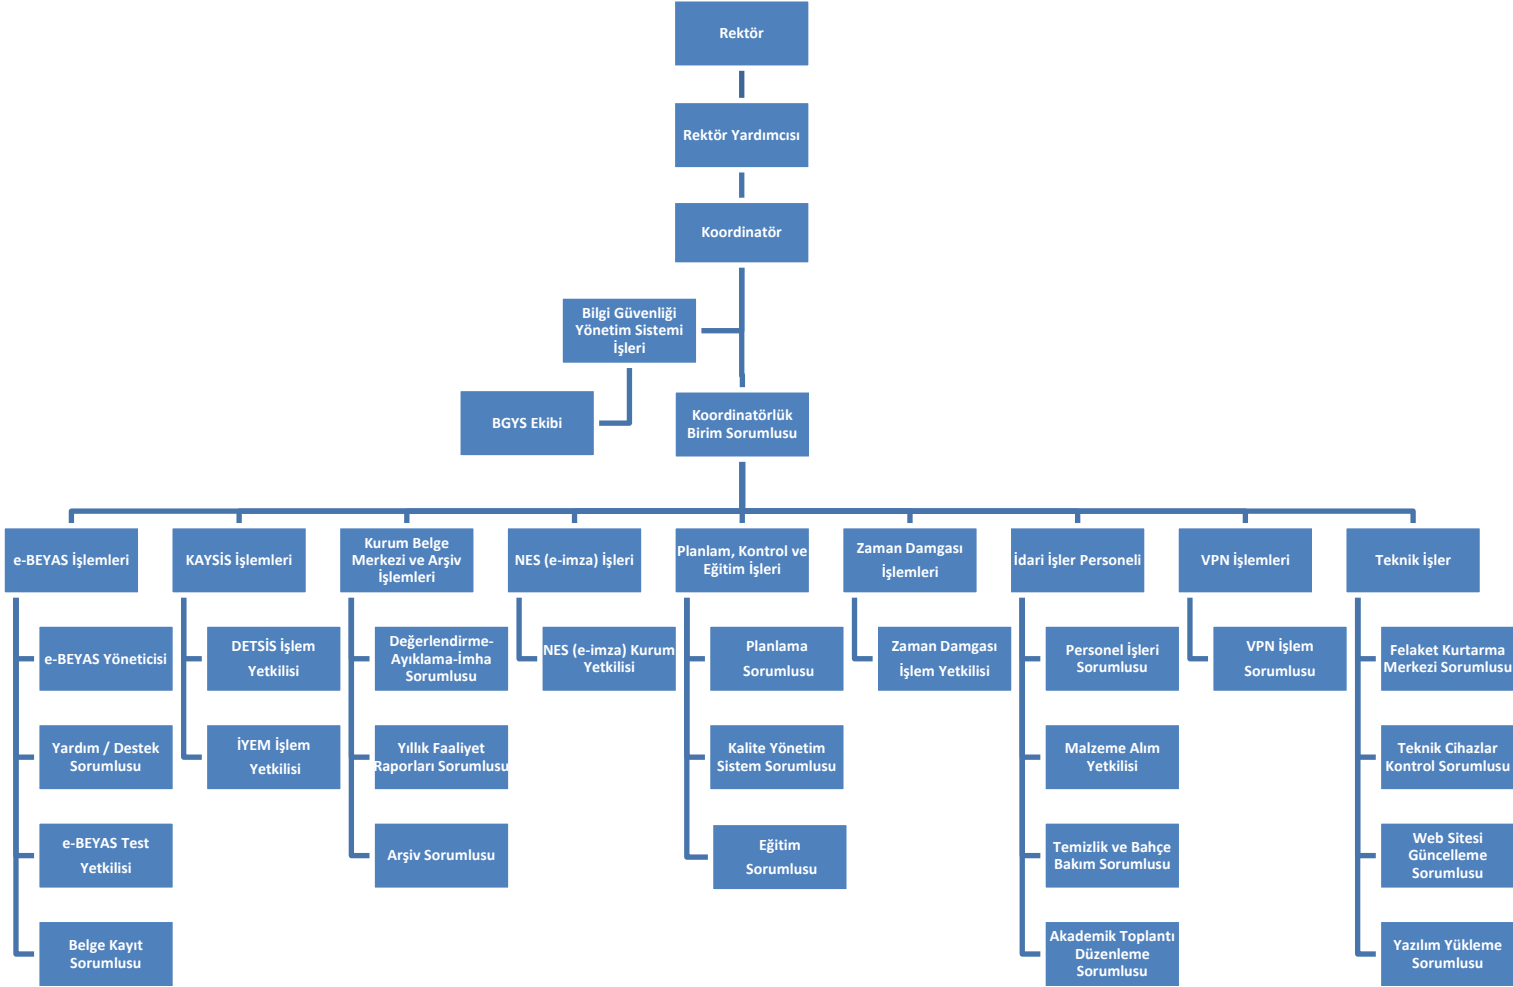 Rektör
Rektör Yardımcısı
Koordinatör
Bilgi Güvenliği
Yönetim Sistemi
İşleri
BGYS Ekibi
Koordinatörlük
Birim Sorumlusu
e-BEYAS İşlemleri
KAYSİS İşlemleri
Kurum Belge
Merkezi ve Arşiv
İşlemleri
NES (e-imza) İşleri
Planlam, Kontrol ve
Eğitim İşleri
Zaman Damgası
İşlemleri
İdari İşler Personeli
VPN İşlemleri
Teknik İşler
e-BEYAS Yöneticisi
Yardım / Destek
Sorumlusu
e-BEYAS Test
Yetkilisi
Belge Kayıt
Sorumlusu
DETSİS İşlem
Yetkilisi
İYEM İşlem
Yetkilisi
Değerlendirme-
Ayıklama-İmha
Sorumlusu
Yıllık Faaliyet
Raporları Sorumlusu
Arşiv Sorumlusu
NES (e-imza) Kurum
Yetkilisi
Planlama
Sorumlusu
Kalite Yönetim
Sistem Sorumlusu
Eğitim
Sorumlusu
Zaman Damgası
İşlem Yetkilisi
Personel İşleri
Sorumlusu
Malzeme Alım
Yetkilisi
Temizlik ve Bahçe
Bakım Sorumlusu
Akademik Toplantı
Düzenleme
Sorumlusu
VPN İşlem
Sorumlusu
Felaket Kurtarma
Merkezi Sorumlusu
Teknik Cihazlar
Kontrol Sorumlusu
Web Sitesi
Güncelleme
Sorumlusu
Yazılım Yükleme
Sorumlusu